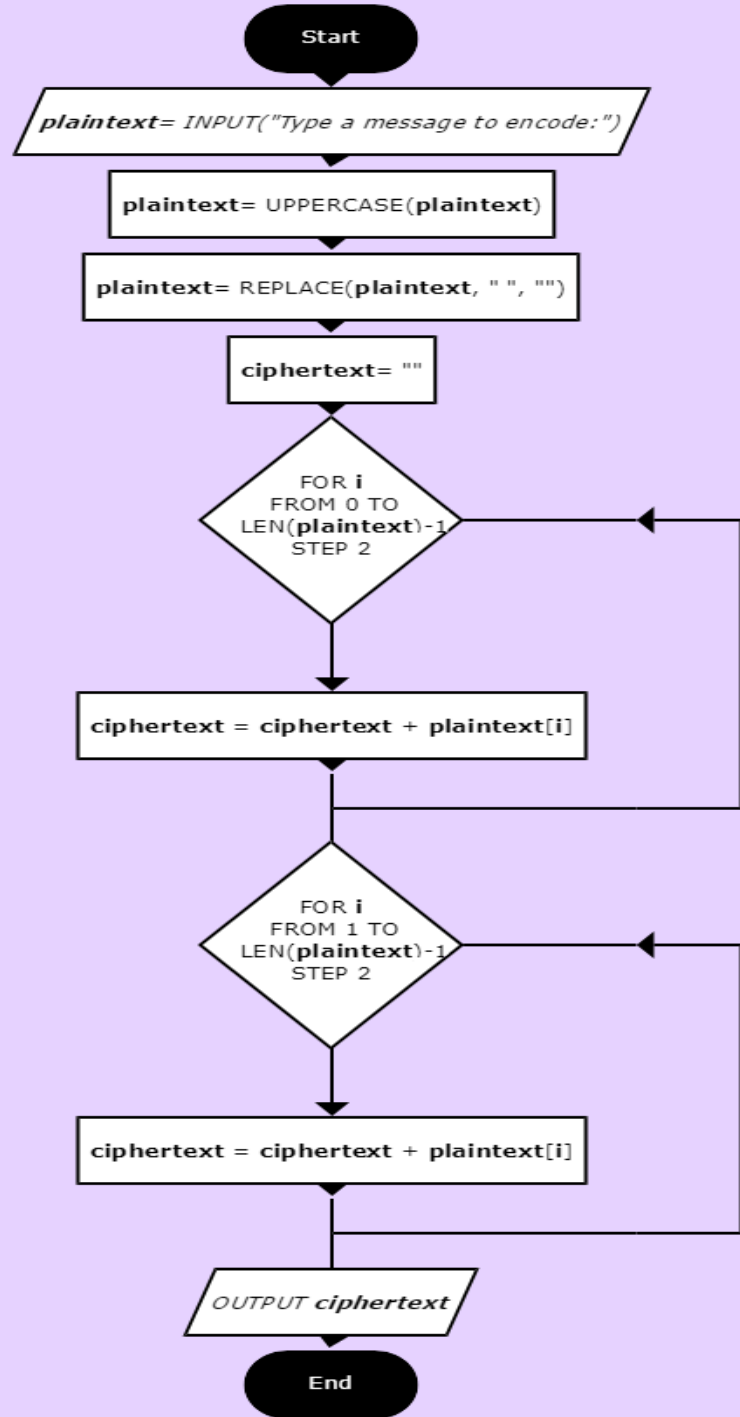 Start
plaintext= INPUT("Type a message to encode:")
plaintext= UPPERCASE(plaintext)
plaintext= REPLACE(plaintext, " ", "")
ciphertext= ""
FOR i
FROM 0 TO
LEN(plaintext)-1
STEP 2
ciphertext = ciphertext + plaintext[i]
FOR i
FROM 1 TO
LEN(plaintext)-1
STEP 2
ciphertext = ciphertext + plaintext[i]
OUTPUT ciphertext
End